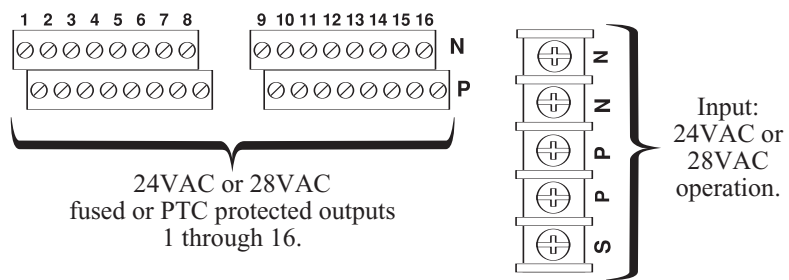 1 2 3 4 5 6 7 8
9 10 11 12 13 14 15 16
N
P
24VAC or 28VAC
fused or PTC protected outputs
1 through 16.
N
N
P
P
S
Input:
24VAC or
28VAC
operation.